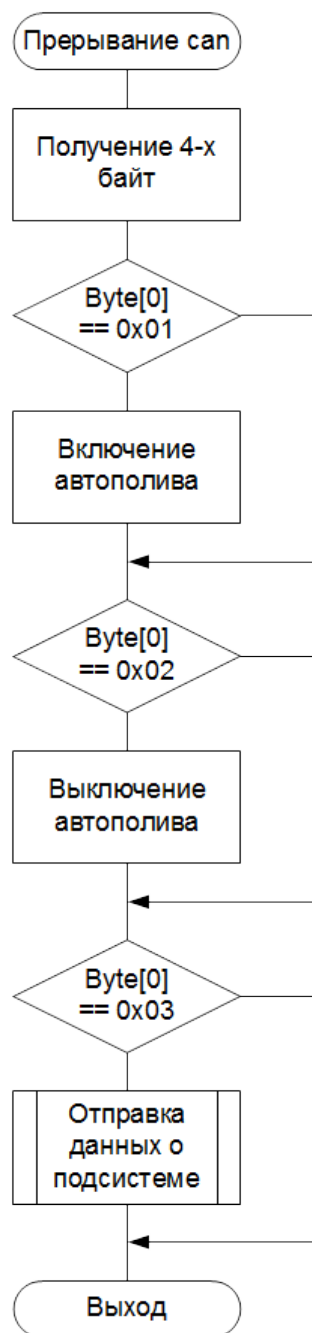 Прерывание can
Получение 4-х
байт
Byte[0]
== 0x01
Включение
автополива
Byte[0]
== 0x02
Выключение
автополива
Byte[0]
== 0x03
Отправка
данных о
подсистеме
Выход